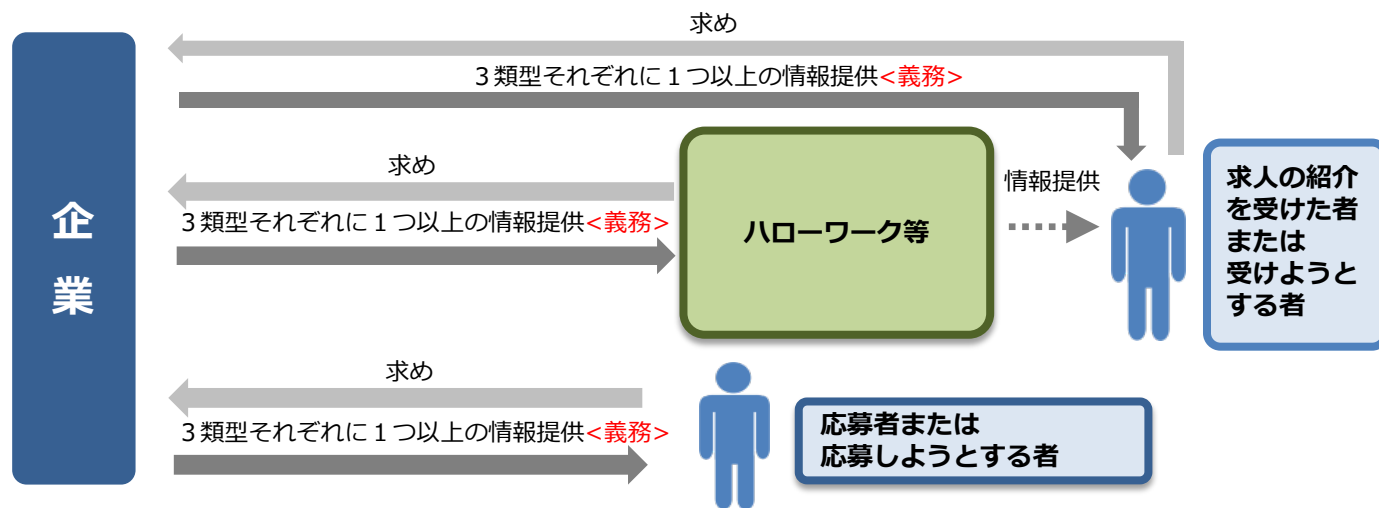 求め
３類型それぞれに１つ以上の情報提供<義務>
求め
３類型それぞれに１つ以上の情報提供<義務>
企
業
ハローワーク等
情報提供
求人の紹介
を受けた者
または
受けようと
する者
求め
３類型それぞれに１つ以上の情報提供<義務>
応募者または
応募しようとする者